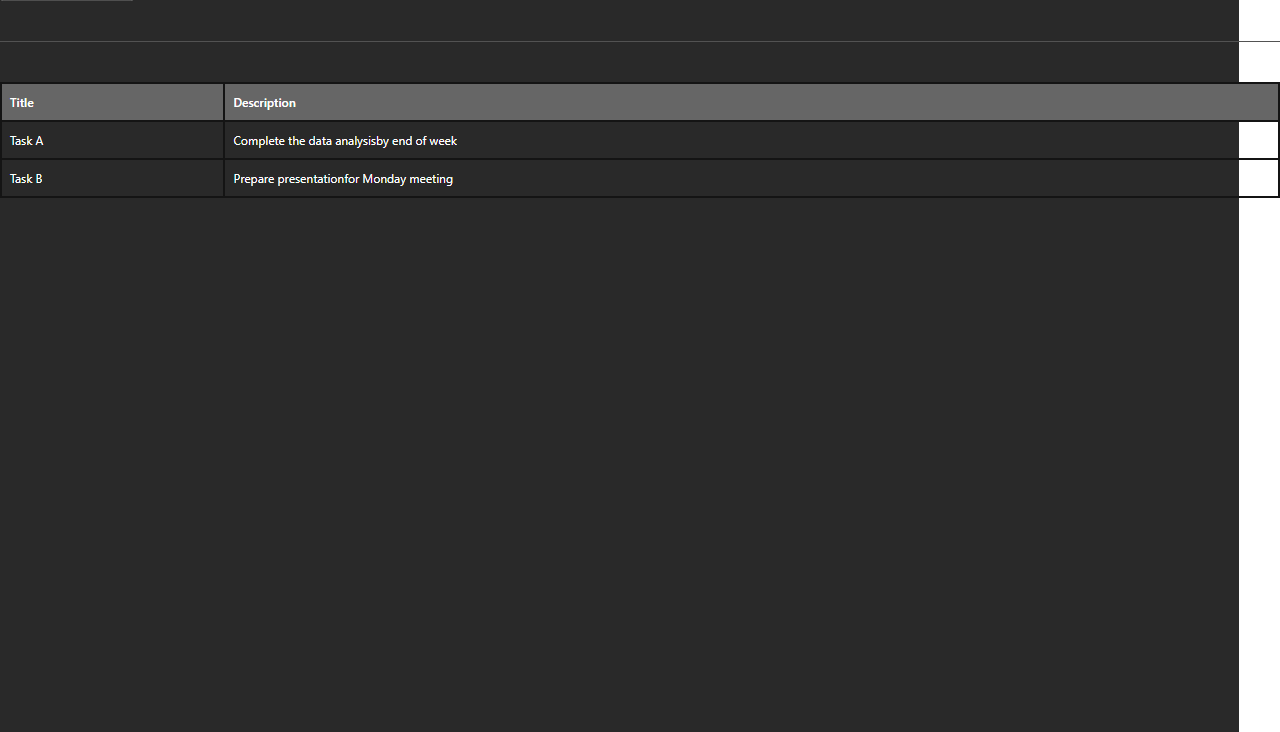 Title Description
Task A Complete the data analysisby end of week
Task B Prepare presentationfor Monday meeting